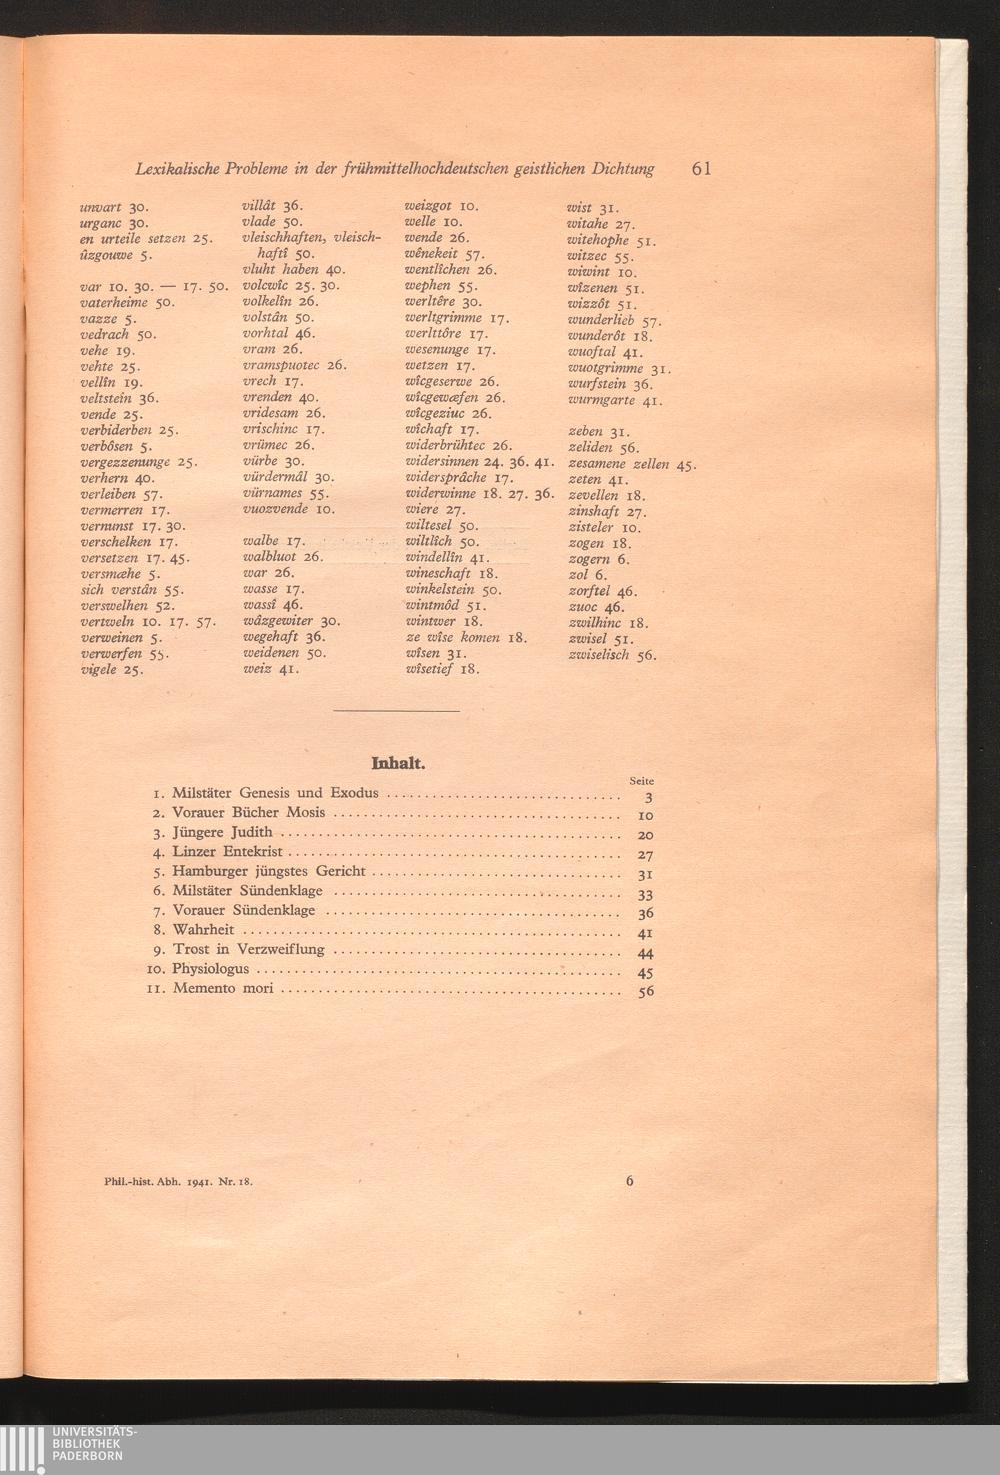 Lexikalische Probleme in der frühmittelhochdeutschen geistlichen Dichtung 61
unvart 30.
urganc 30.
en urteile setzen 25.
ûzgouwe 5.
var 10. 30. — 17. 50.
vaterheime 50.
vazze 5.
vedrach 50.
vehe 19.
vehte 25.
vellîn 19.
veltstein 36.
vende 25.
verbiderben 25.
verbôsen 5.
vergezzenunge 25.
verhern 40.
verleiben 57.
vermerren 17.
vernunst 17. 30.
verschelken 17.
versetzen 17. 45.
versmæhe 5.
sich verstân 55.
verswelhen 52.
vertweln 10. 17. 57.
verweinen 5.
verwerfen 55.
vigele 25.
villât 36.
vlade 50.
vleischhaften, vleisch-
haftî 50.
vluht haben 40.
volcwîc 25. 30.
volkelîn 26.
volstân 50.
vorhtal 46.
vram 26.
vramspuotec 26.
vrech 17.
vrenden 40.
vridesam 26.
vrischinc 17.
vrümec 26.
vürbe 30.
vürdermâl 30.
vürnames 55.
vuozvende 10.
walbe 17.
walbluot 26.
war 26.
wasse 17.
wassî 46.
wâzgewiter 30.
wegehaft 36.
weidenen 50.
weiz 41.
weizgot 10.
welle 10.
wende 26.
wênekeit 57.
wentlîchen 26.
wephen 55.
werltêre 30.
werltgrimme 17.
werlttôre 17.
wesenunge 17.
wetzen 17.
wîcgeserwe 26.
wîcgewæfen 26.
wîcgeziuc 26.
wîchaft 17.
widerbrühtec 26.
widersinnen 24. 36. 41.
widersprâche 17.
widerwinne 18. 27. 36.
wiere 27.
wiltesel 50.
wiltlîch 50.
windellîn 41.
wineschaft 18.
winkelstein 50.
wintmôd 51.
wintwer 18.
ze wîse komen 18.
wîsen 31.
wîsetief 18.
wist 31.
witahe 27.
witehophe 51.
witzec 55.
wiwint 10.
wîzenen 51.
wizzôt 51.
wunderlieb 57.
wunderôt 18.
wuoftal 41.
wuotgrimme 31.
wurfstein 36.
wurmgarte 41.
zeben 31.
zeliden 56.
zesamene zellen 45.
zeten 41.
zevellen 18.
zinshaft 27.
zisteler 10.
zogen 18.
zogern 6.
zol 6.
zorftel 46.
zuoc 46.
zwilhinc 18.
zwisel 51.
zwiselisch 56.
Inhalt.
Seite
1. Milstäter Genesis und Exodus 3
2. Vorauer Bücher Mosis 10
3. Jüngere Judith 20
4. Linzer Entekrist 27
5. Hamburger jüngstes Gericht 31
6. Milstäter Sündenklage 33
7. Vorauer Sündenklage 36
8. Wahrheit 41
9. Trost in Verzweiflung 44
10. Physiologus 45
11. Memento mori 56
Phil.-hist. Abh. 1941. Nr. 18. 6
UNIVERSITÄTS-
BIBLIOTHEK
PADERBORN